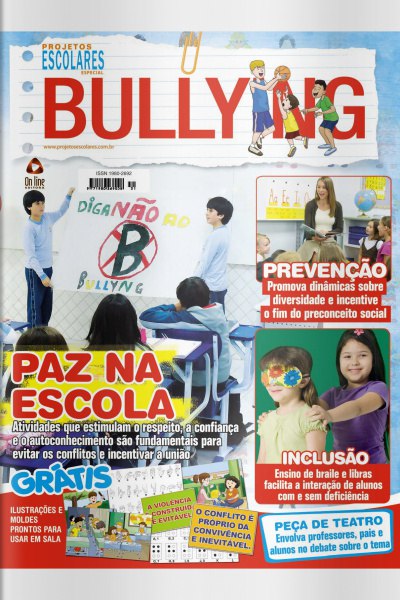 PROJETOS
ESCOLARES
ESPECIAL
BULLYING
www.projetosescolares.com.br
On line
EDITORA
ISSN 1980-2692
DIGA NÃO AO
B
BULLYNG
PREVENÇÃO
Promova dinâmicas sobre
diversidade e incentive
o fim do preconceito social
PAZ NA
ESCOLA
Atividades que estimulam o respeito, a confiança
e o autoconhecimento são fundamentais para
evitar os conflitos e incentivar a união
INCLUSÃO
Ensino de braile e libras
facilita a interação de alunos
com e sem deficiência
GRÁTIS
ILUSTRAÇÕES E
MOLDES
PRONTOS PARA
USAR EM SALA
A VIOLÊNCIA
CONSTRUÍDA
E EVITÁVEL
O CONFLITO É
PRÓPRIO DA
CONVIVÊNCIA
E INEVITÁVEL.
PEÇA DE TEATRO
Envolva professores, pais e
alunos no debate sobre o tema